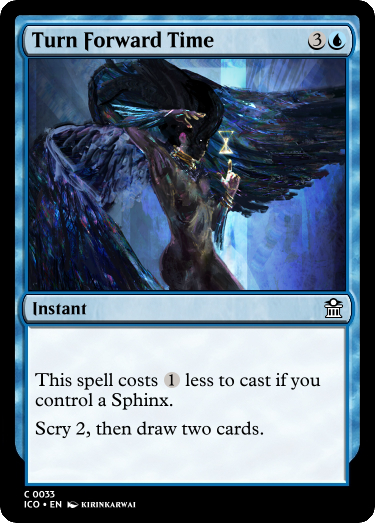 Turn Forward Time 3
Instant
This spell costs 1 less to cast if you
control a Sphinx.
Scry 2, then draw two cards.
C 0033
ICO • EN KIRINKARWAI